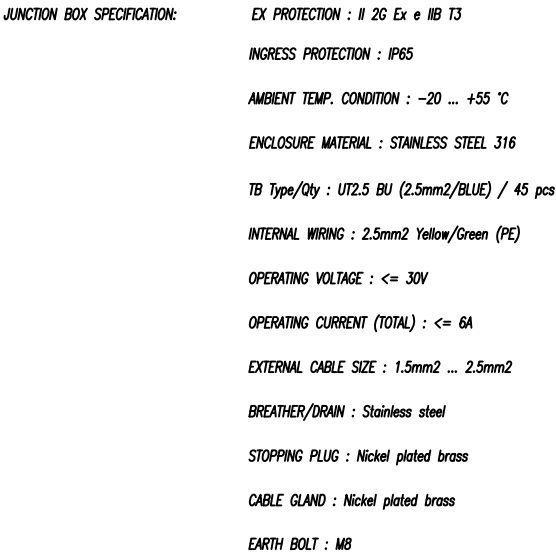 JUNCTION BOX SPECIFICATION: EX PROTECTION : II 2G Ex e IIB T3
INGRESS PROTECTION : IP65
AMBIENT TEMP. CONDITION : -20 ... +55 °C
ENCLOSURE MATERIAL : STAINLESS STEEL 316
TB Type/Qty : UT2.5 BU (2.5mm2/BLUE) / 45 pcs
INTERNAL WIRING : 2.5mm2 Yellow/Green (PE)
OPERATING VOLTAGE : <= 30V
OPERATING CURRENT (TOTAL) : <= 6A
EXTERNAL CABLE SIZE : 1.5mm2 ... 2.5mm2
BREATHER/DRAIN : Stainless steel
STOPPING PLUG : Nickel plated brass
CABLE GLAND : Nickel plated brass
EARTH BOLT : M8